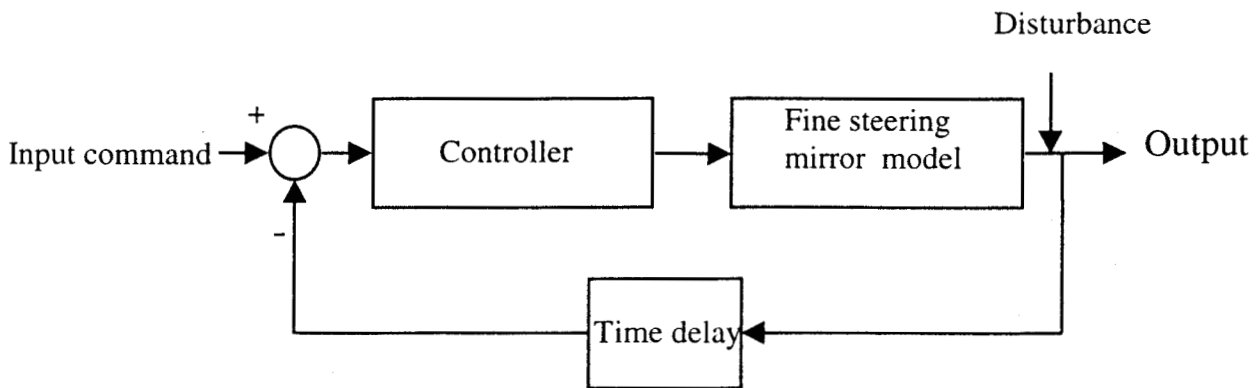 Disturbance
+
Input command
Controller
Fine steering
mirror model
Output
-
Time delay